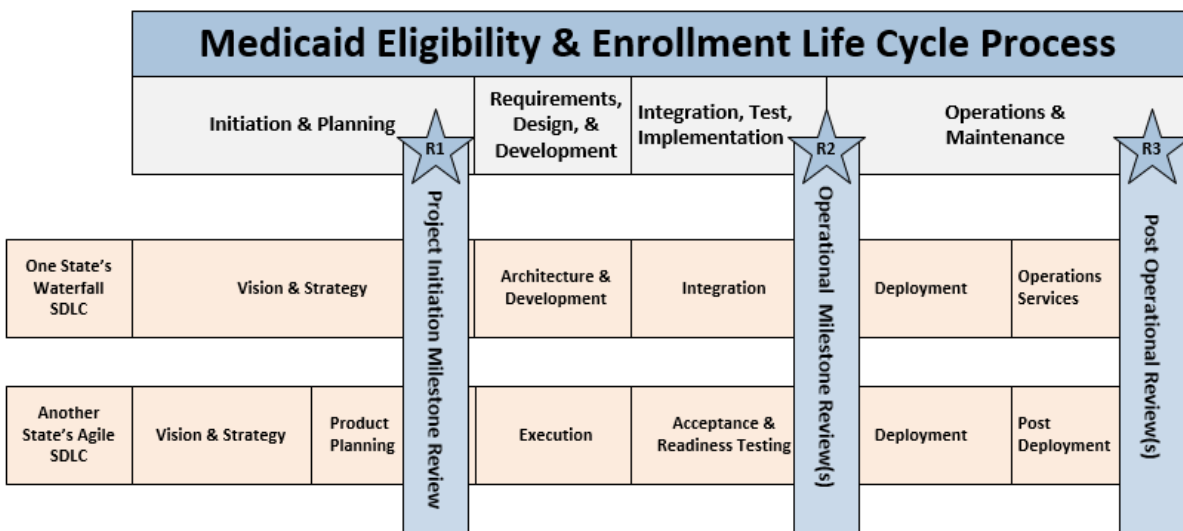 Medicaid Eligibility & Enrollment Life Cycle Process
Initiation & Planning
Requirements,
Design, &
Development
Integration, Test,
Implementation
Operations &
Maintenance
R1
R2
R3
Project Initiation Milestone Review
Operational Milestone Review(s)
Post Operational Review(s)
One State's
Waterfall
SDLC
Vision & Strategy
Architecture &
Development
Integration
Deployment
Operations
Services
Another
State's Agile
SDLC
Vision & Strategy
Product
Planning
Execution
Acceptance &
Readiness Testing
Deployment
Post
Deployment